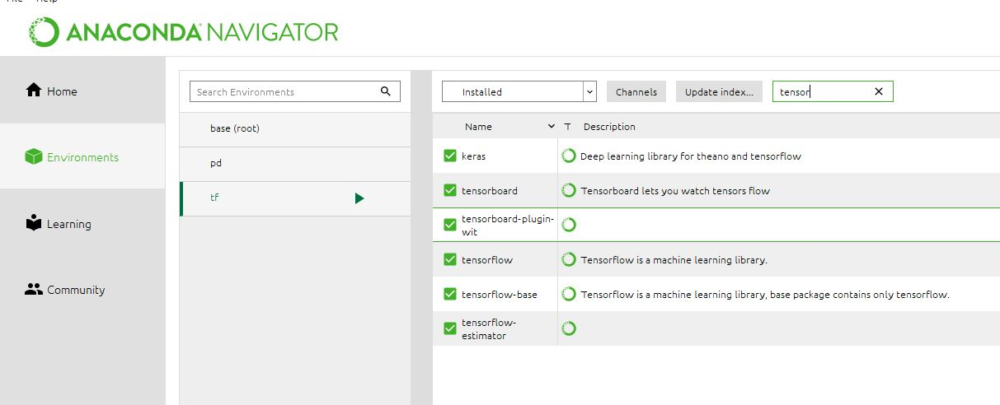 Help
ANACONDA NAVIGATOR
Home
Environments
Learning
Community
Search Environments
base (root)
pd
tf
Installed
Channels
Update index...
tensor
Name T Description
keras Deep learning library for theano and tensorflow
tensorboard Tensorboard lets you watch tensors flow
tensorboard-plugin-
wit
tensorflow Tensorflow is a machine learning library.
tensorflow-base Tensorflow is a machine learning library, base package contains only tensorflow.
tensorflow-
estimator